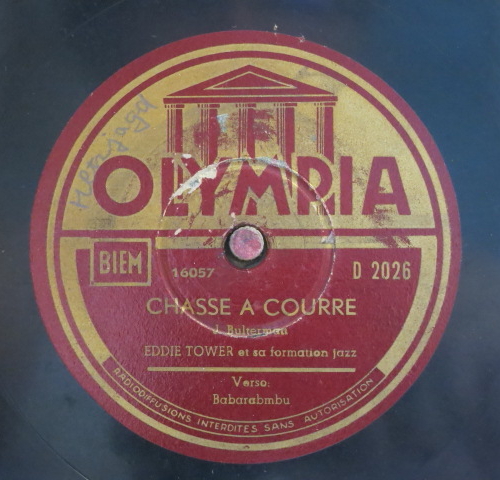 OLYMPIA
BIEM
16057
D 2026
CHASSE A COURRE
J. Bulterman
EDDIE TOWER et sa formation jazz
Verso:
Babarabmbu
RADIODIFFUSIONS INTERDITES SANS AUTORISATION